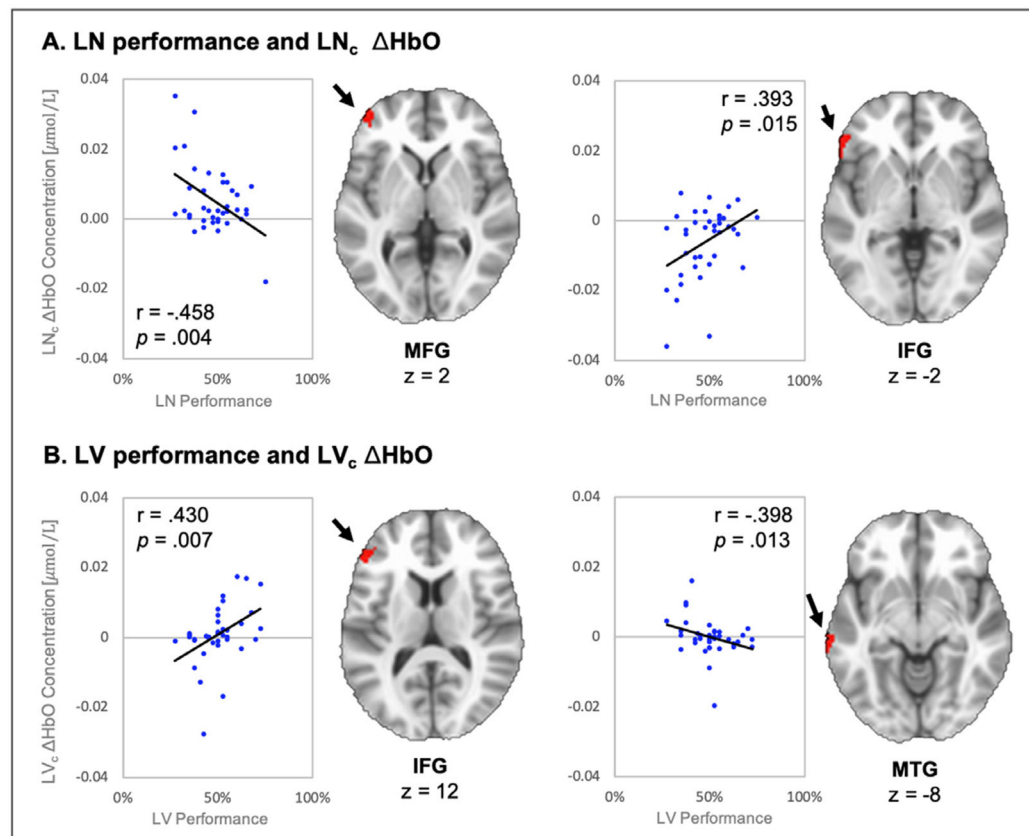 A. LN performance and LNc ΔHbO
LNc ΔHbO Concentration [μmol/L]
0.04
0.02
0.00
-0.02
-0.04
r = -.458
p = .004
0%
50%
100%
LN Performance
MFG
z = 2
0.04
0.02
0
-0.02
-0.04
r = .393
p = .015
0%
50%
100%
LN Performance
IFG
z = -2
B. LV performance and LVc ΔHbO
LVc ΔHbO Concentration [μmol/L]
0.04
0.02
0
-0.02
-0.04
r = .430
p = .007
0%
50%
100%
LV Performance
IFG
z = 12
0.04
0.02
0
-0.02
-0.04
r = -.398
p = .013
0%
50%
100%
LV Performance
MTG
z = -8